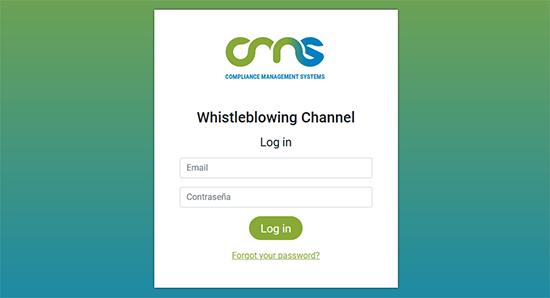 cms
COMPLIANCE MANAGEMENT SYSTEMS
Whistleblowing Channel
Log in
Email
Contraseña
Log in
Forgot your password?